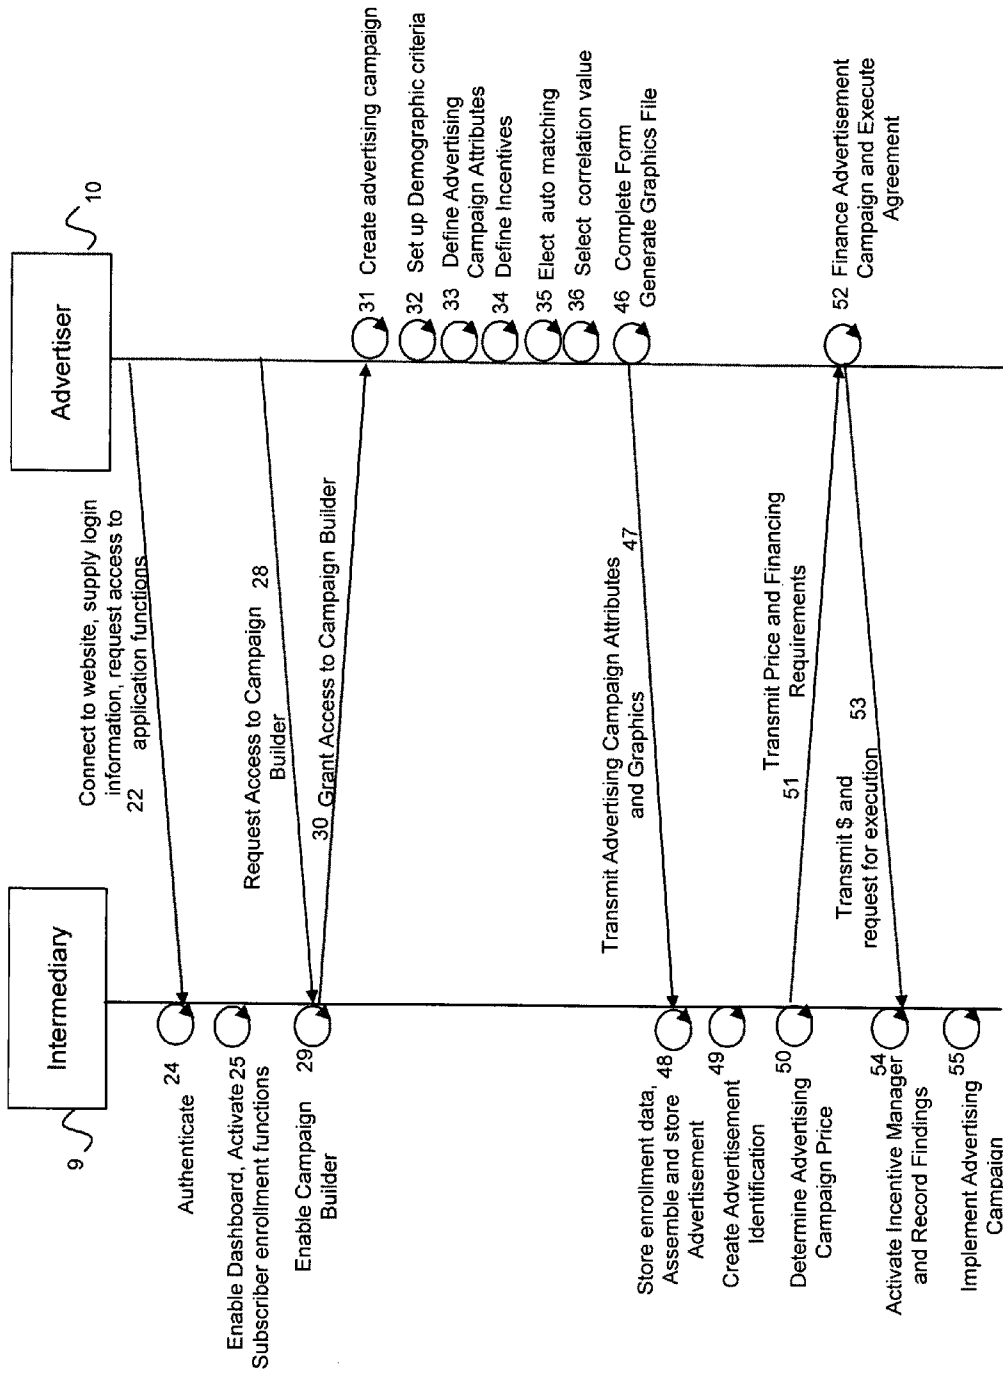 Intermediary
9
Advertiser
10
Connect to website, supply login
information, request access to
application functions
22
24
Authenticate
Enable Dashboard, Activate 25
Subscriber enrollment functions
Request Access to Campaign 28
Builder
29
Enable Campaign
Builder
30 Grant Access to Campaign Builder
31 Create advertising campaign
32 Set up Demographic criteria
33 Define Advertising
Campaign Attributes
34 Define Incentives
35 Elect auto matching
36 Select correlation value
46 Complete Form
Generate Graphics File
47
Transmit Advertising Campaign Attributes
and Graphics
Store enrollment data, 48
Assemble and store
Advertisement
49
Create Advertisement
Identification
50
Determine Advertising
Campaign Price
Transmit Price and Financing
51 Requirements
52 Finance Advertisement
Campaign and Execute
Agreement
53
Transmit $ and
request for execution
54
Activate Incentive Manager
and Record Findings
55
Implement Advertising
Campaign